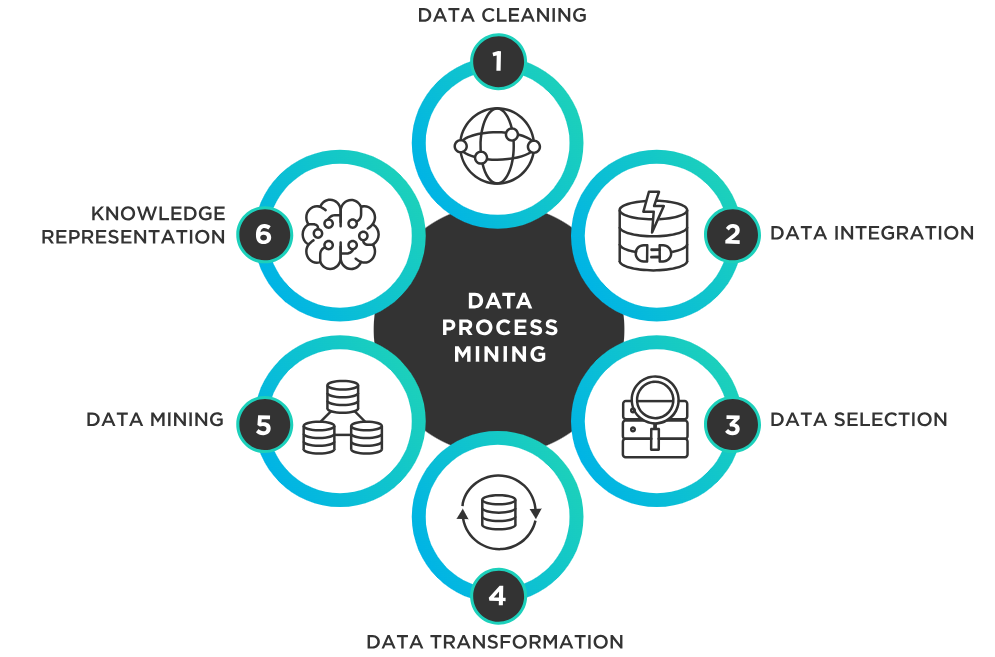 DATA CLEANING
1
2
DATA INTEGRATION
3
DATA SELECTION
4
DATA TRANSFORMATION
5
DATA MINING
6
KNOWLEDGE
REPRESENTATION
DATA
PROCESS
MINING